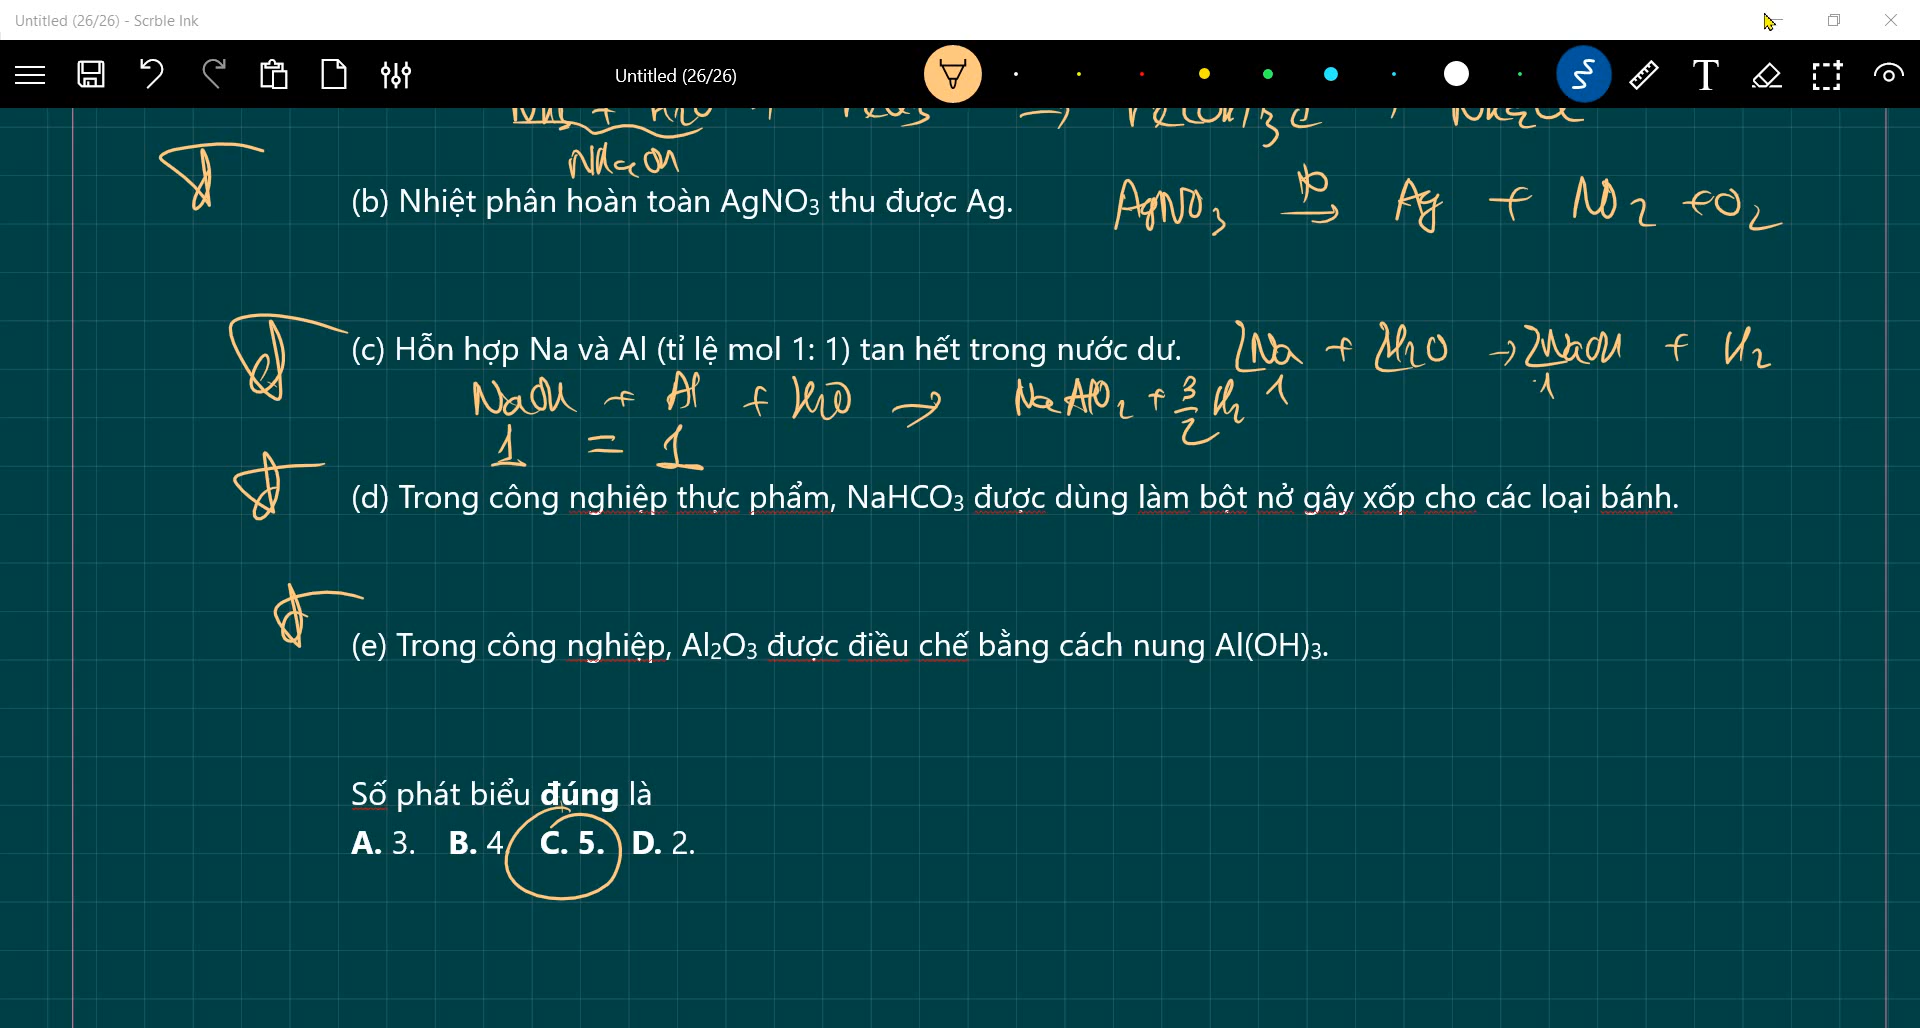 Untitled (26/26) - Scrble Ink
Untitled (26/26)
T
NH₄OH
(b) Nhiệt phân hoàn toàn AgNO₃ thu được Ag.
AgNO₃ → Ag + NO₂ + O₂
(c) Hỗn hợp Na và Al (tỉ lệ mol 1: 1) tan hết trong nước dư.
2Na + 2H₂O → 2NaOH + H₂
1 1
NaOH + Al + H₂O → NaAlO₂ + 3/2 H₂
1 = 1
(d) Trong công nghiệp thực phẩm, NaHCO₃ được dùng làm bột nở gây xốp cho các loại bánh.
(e) Trong công nghiệp, Al₂O₃ được điều chế bằng cách nung Al(OH)₃.
Số phát biểu đúng là
A. 3. B. 4. C. 5. D. 2.